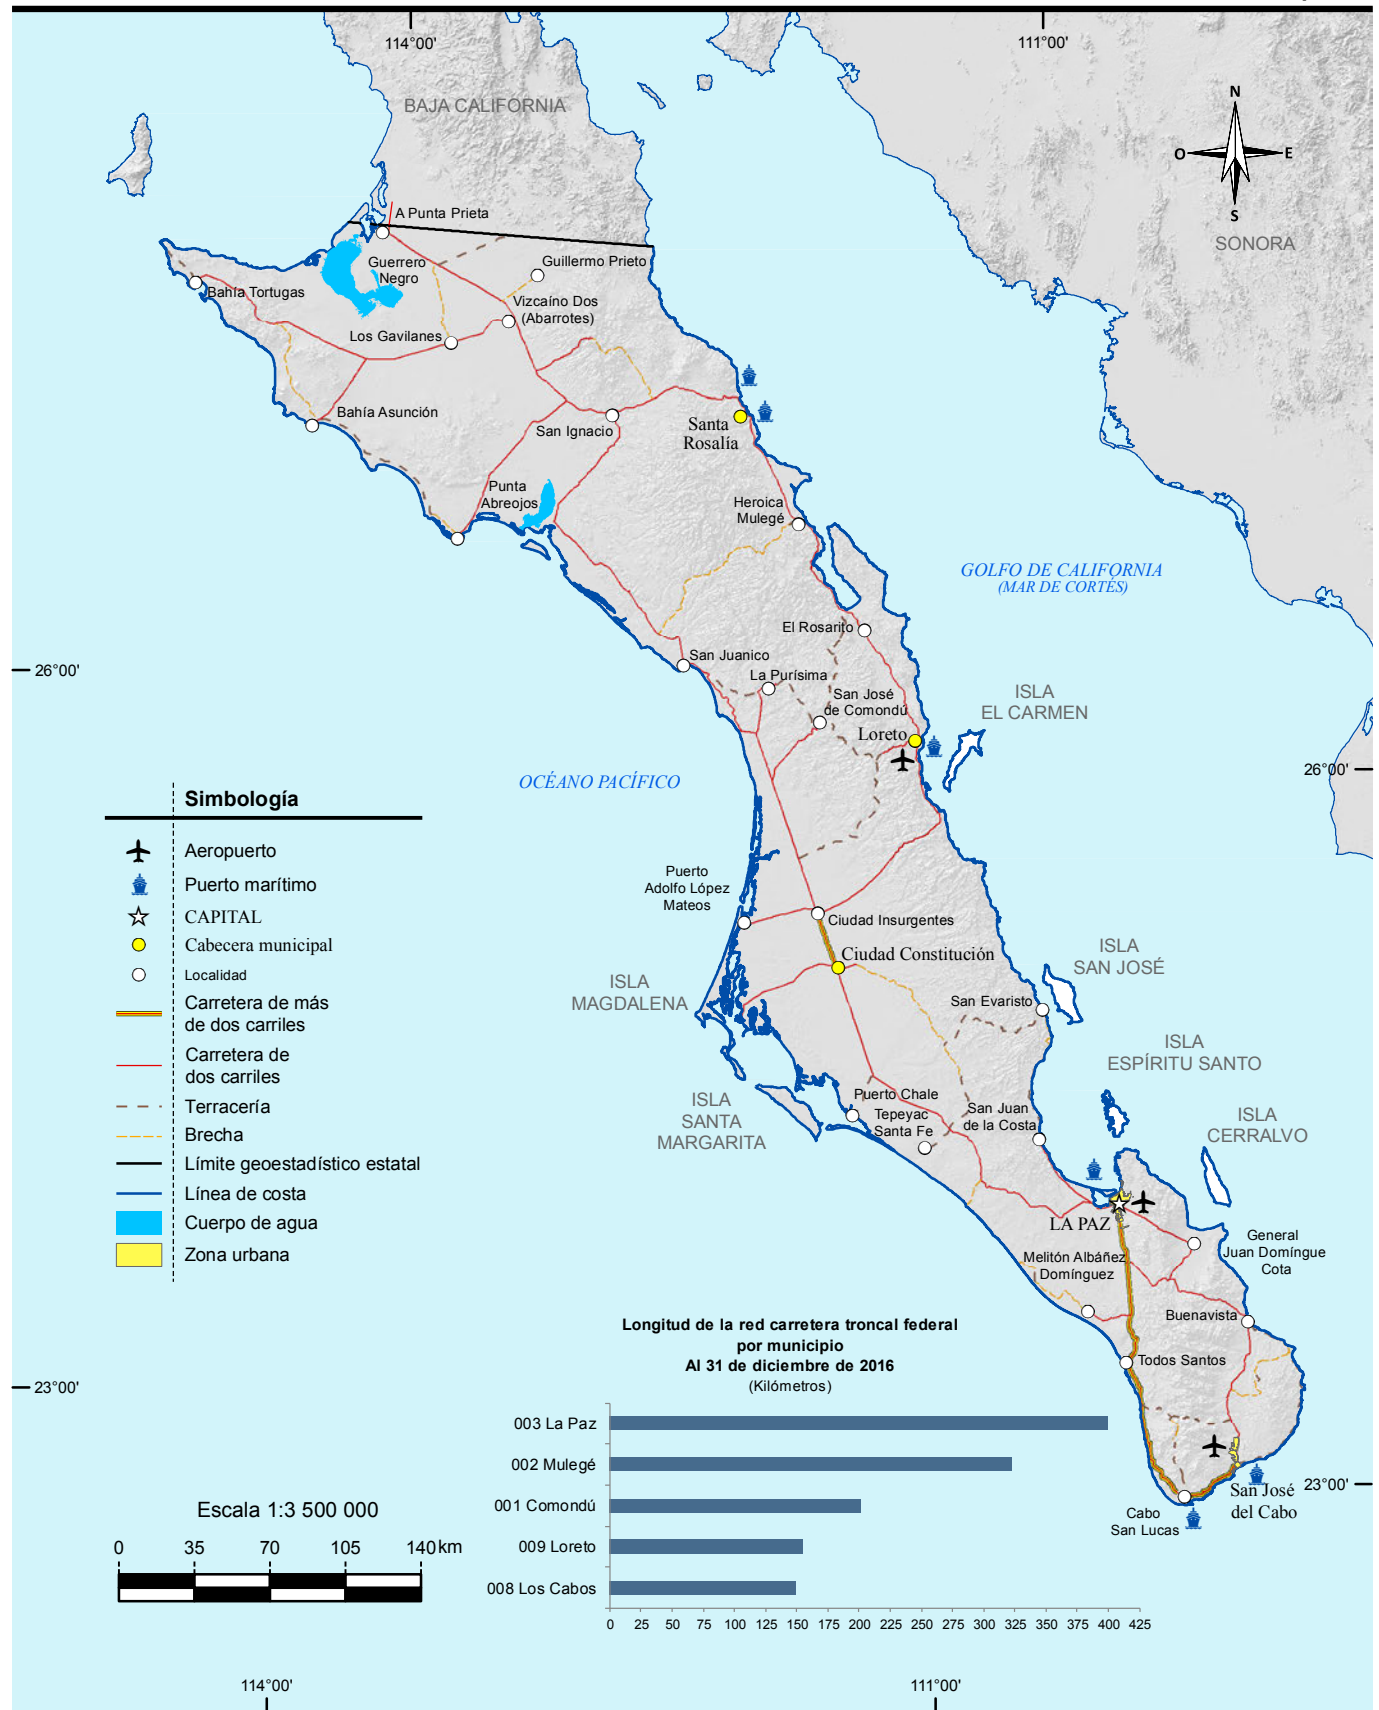 114°00'
111°00'
BAJA CALIFORNIA
N
O
E
S
SONORA
A Punta Prieta
Guerrero
Negro
Guillermo Prieto
Bahía Tortugas
Vizcaíno Dos
(Abarrotes)
Los Gavilanes
Bahía Asunción
San Ignacio
Santa
Rosalía
Punta
Abreojos
Heroica
Mulegé
GOLFO DE CALIFORNIA
(MAR DE CORTÉS)
El Rosarito
26°00'
San Juanico
La Purísima
San José
de Comondú
ISLA
EL CARMEN
Loreto
26°00'
OCÉANO PACÍFICO
Simbología
Aeropuerto
Puerto marítimo
CAPITAL
Cabecera municipal
Localidad
Carretera de más
de dos carriles
Carretera de
dos carriles
Terracería
Brecha
Límite geoestadístico estatal
Línea de costa
Cuerpo de agua
Zona urbana
Puerto
Adolfo López
Mateos
Ciudad Insurgentes
Ciudad Constitución
ISLA
SAN JOSÉ
ISLA
MAGDALENA
San Evaristo
ISLA
ESPÍRITU SANTO
ISLA
SANTA
MARGARITA
Puerto Chale
Tepeyac
Santa Fe
San Juan
de la Costa
ISLA
CERRALVO
LA PAZ
General
Juan Domíngue
Cota
Melitón Albáñez
Domínguez
Buenavista
Todos Santos
San José
del Cabo
Cabo
San Lucas
23°00'
23°00'
Longitud de la red carretera troncal federal
por municipio
Al 31 de diciembre de 2016
(Kilómetros)
003 La Paz
002 Mulegé
001 Comondú
009 Loreto
008 Los Cabos
0 25 50 75 100 125 150 175 200 225 250 275 300 325 350 375 400 425
Escala 1:3 500 000
0 35 70 105 140 km
114°00'
111°00'